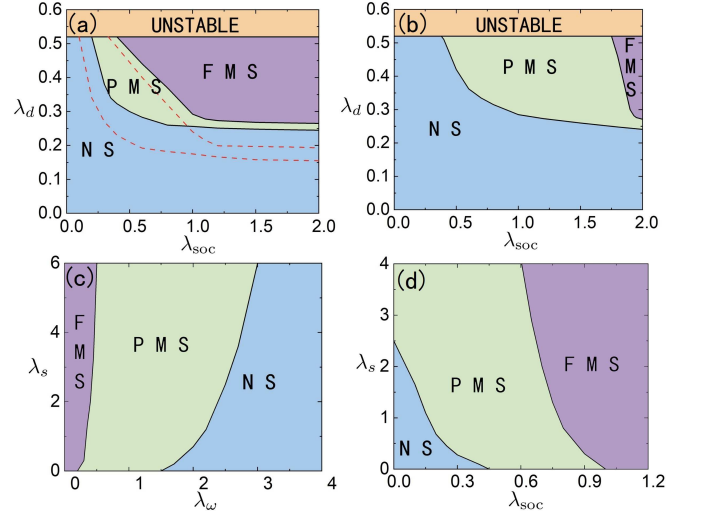 (a)
UNSTABLE
F M S
P M S
N S
λd
0.6
0.5
0.4
0.3
0.2
0.1
0.0
0.0 0.4 0.8 1.2 1.6 2.0
λsoc
(b)
UNSTABLE
F
M
S
P M S
N S
λd
0.6
0.5
0.4
0.3
0.2
0.1
0.0
0.0 0.5 1.0 1.5 2.0
λsoc
(c)
F
M
S
P M S
N S
λs
6
4
2
0
0 1 2 3 4
λω
(d)
F M S
P M S
N S
λs
4
3
2
1
0
0.0 0.3 0.6 0.9 1.2
λsoc